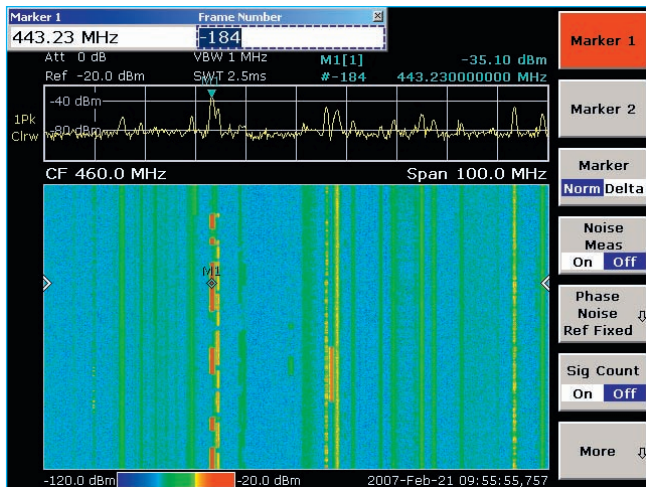 Marker 1 Frame Number
443.23 MHz -184
Att 0 dB VBW 1 MHz M1[1] -35.10 dBm
Ref -20.0 dBm SWT 2.5ms #-184 443.230000000 MHz
M1
-40 dBm
1Pk
Clrw
-80 dBm
CF 460.0 MHz Span 100.0 MHz
M1
-120.0 dBm -20.0 dBm 2007-Feb-21 09:55:55,757
Marker 1
Marker 2
Marker
Norm Delta
Noise
Meas
On Off
Phase
Noise
Ref Fixed
Sig Count
On Off
More